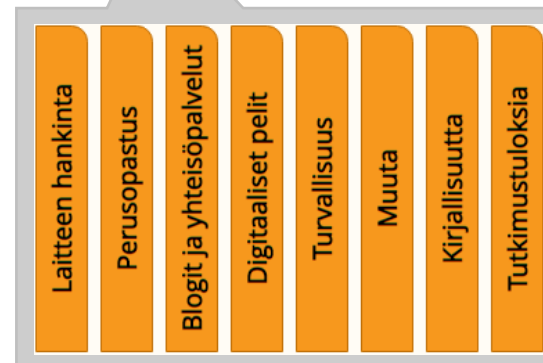 Laitteen hankinta
Perusopastus
Blogit ja yhteisöpalvelut
Digitaaliset pelit
Turvallisuus
Muuta
Kirjallisuutta
Tutkimustuloksia